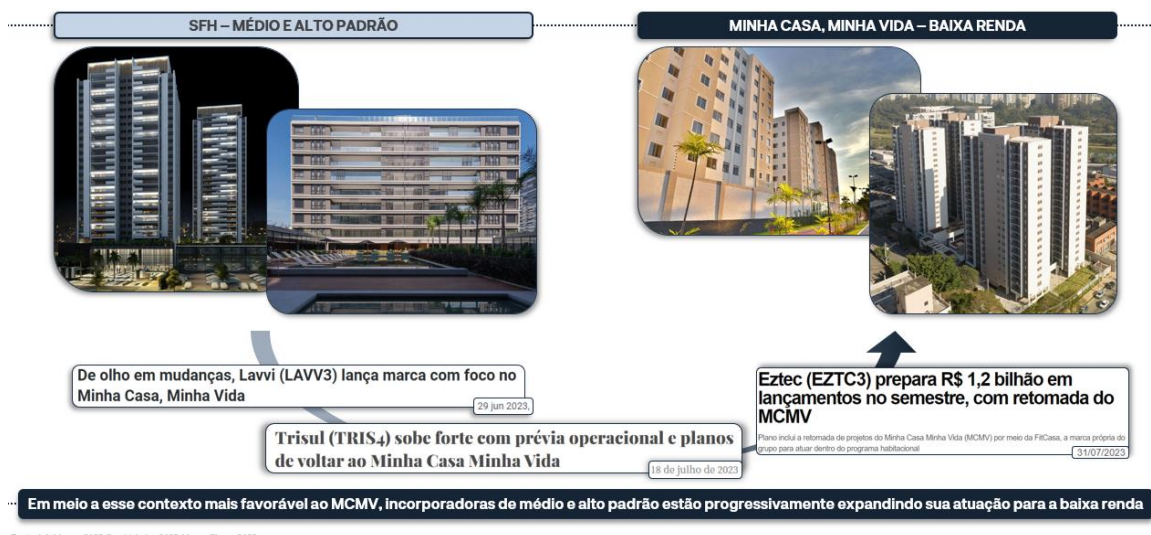 SFH – MÉDIO E ALTO PADRÃO
MINHA CASA, MINHA VIDA – BAIXA RENDA
De olho em mudanças, Lavvi (LAVV3) lança marca com foco no
Minha Casa, Minha Vida
29 jun 2023,
Trisul (TRIS4) sobe forte com prévia operacional e planos
de voltar ao Minha Casa Minha Vida
18 de julho de 2023
Eztec (EZTC3) prepara R$ 1,2 bilhão em
lançamentos no semestre, com retomada do
MCMV
Plano inclui a retomada de projetos do Minha Casa Minha Vida (MCMV) por meio da FitCasa, a marca própria do
grupo para atuar dentro do programa habitacional
31/07/2023
Em meio a esse contexto mais favorável ao MCMV, incorporadoras de médio e alto padrão estão progressivamente expandindo sua atuação para a baixa renda